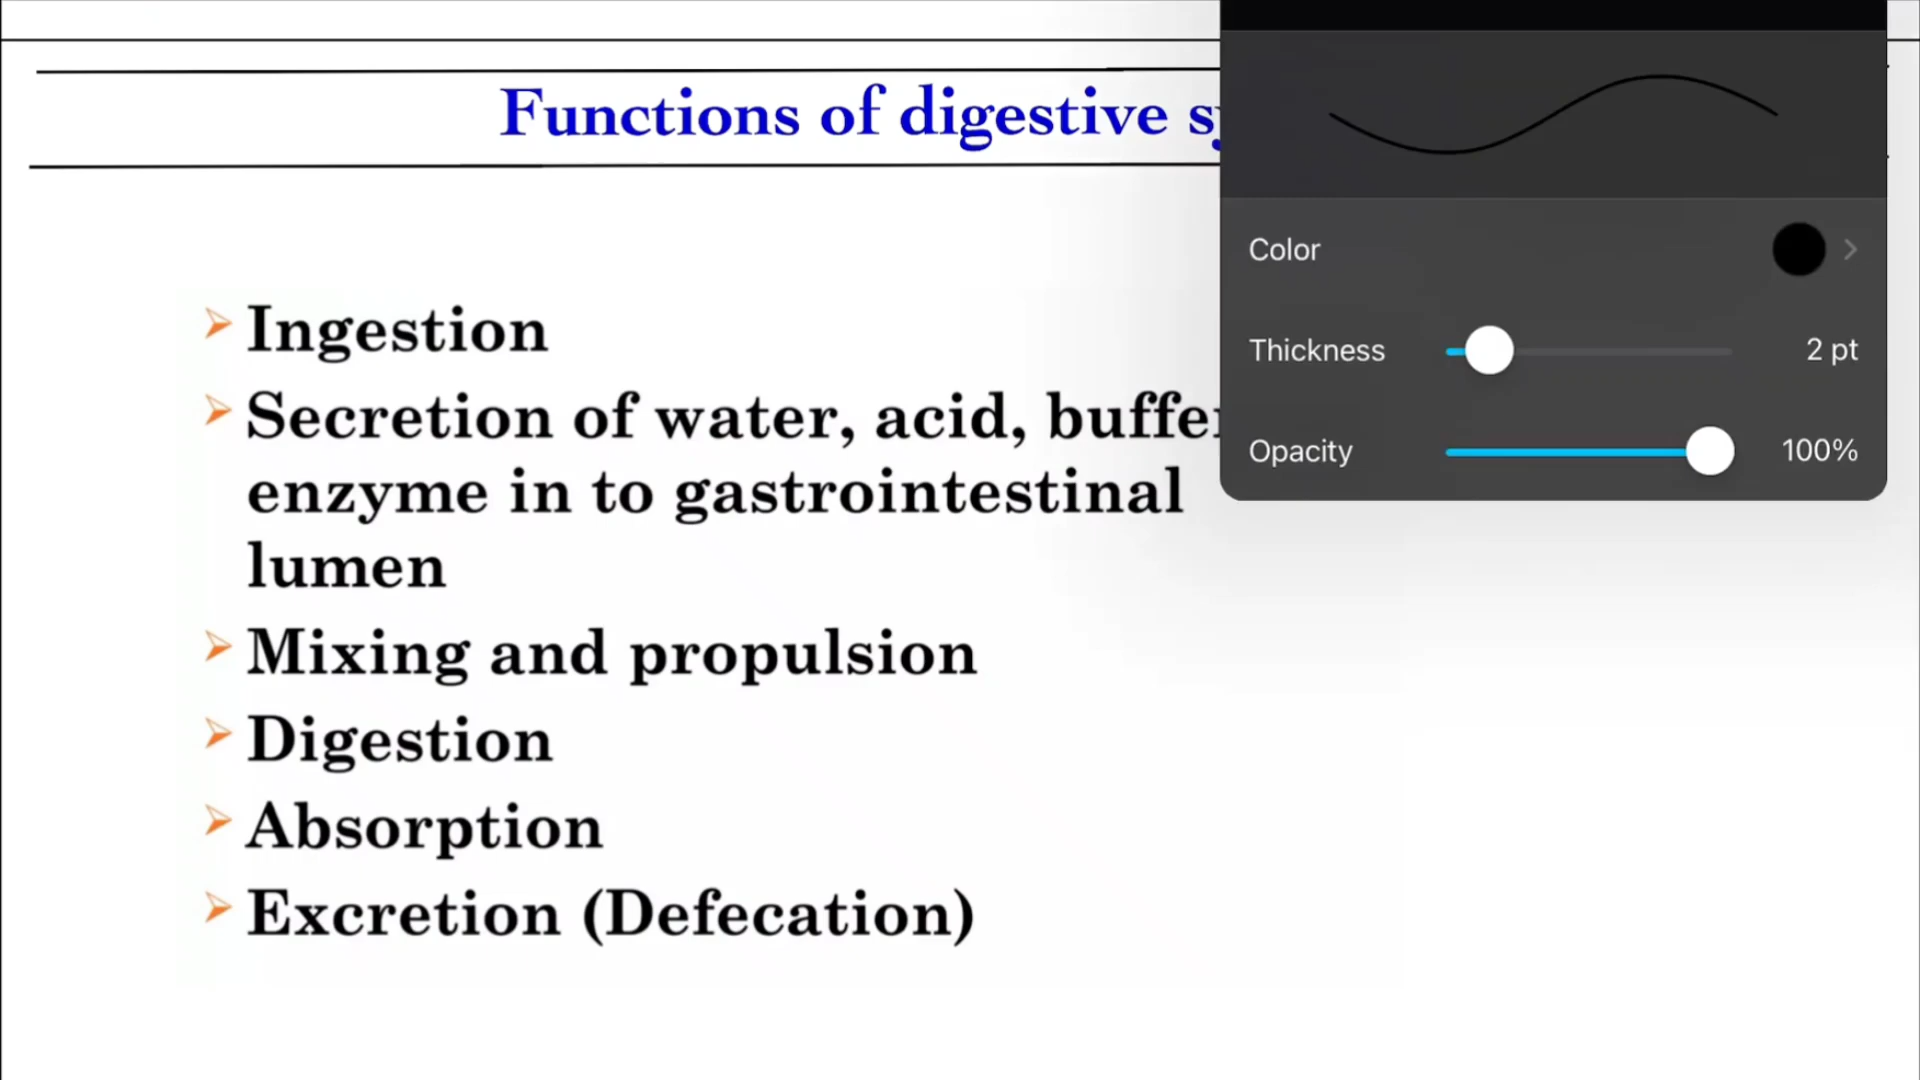 Functions of digestive
Ingestion
Secretion of water, acid,
enzyme in to gastrointestinal
lumen
Mixing and propulsion
Digestion
Absorption
Excretion (Defecation)
Color
Thickness 2 pt
Opacity 100%